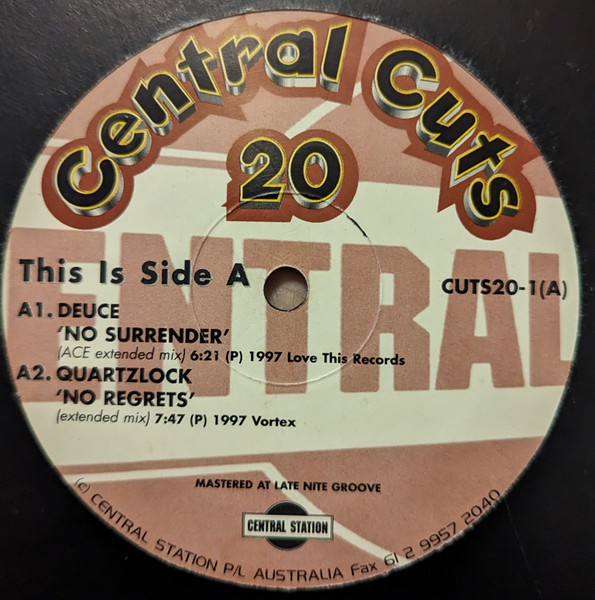 Central Cuts
20
CENTRAL
This Is Side A
CUTS20-1(A)
A1. DEUCE
'NO SURRENDER'
(ACE extended mix) 6:21 (P) 1997 Love This Records
A2. QUARTZLOCK
'NO REGRETS'
(extended mix) 7:47 (P) 1997 Vortex
MASTERED AT LATE NITE GROOVE
CENTRAL STATION
(c) CENTRAL STATION P/L AUSTRALIA Fax 61 2 9957 2040